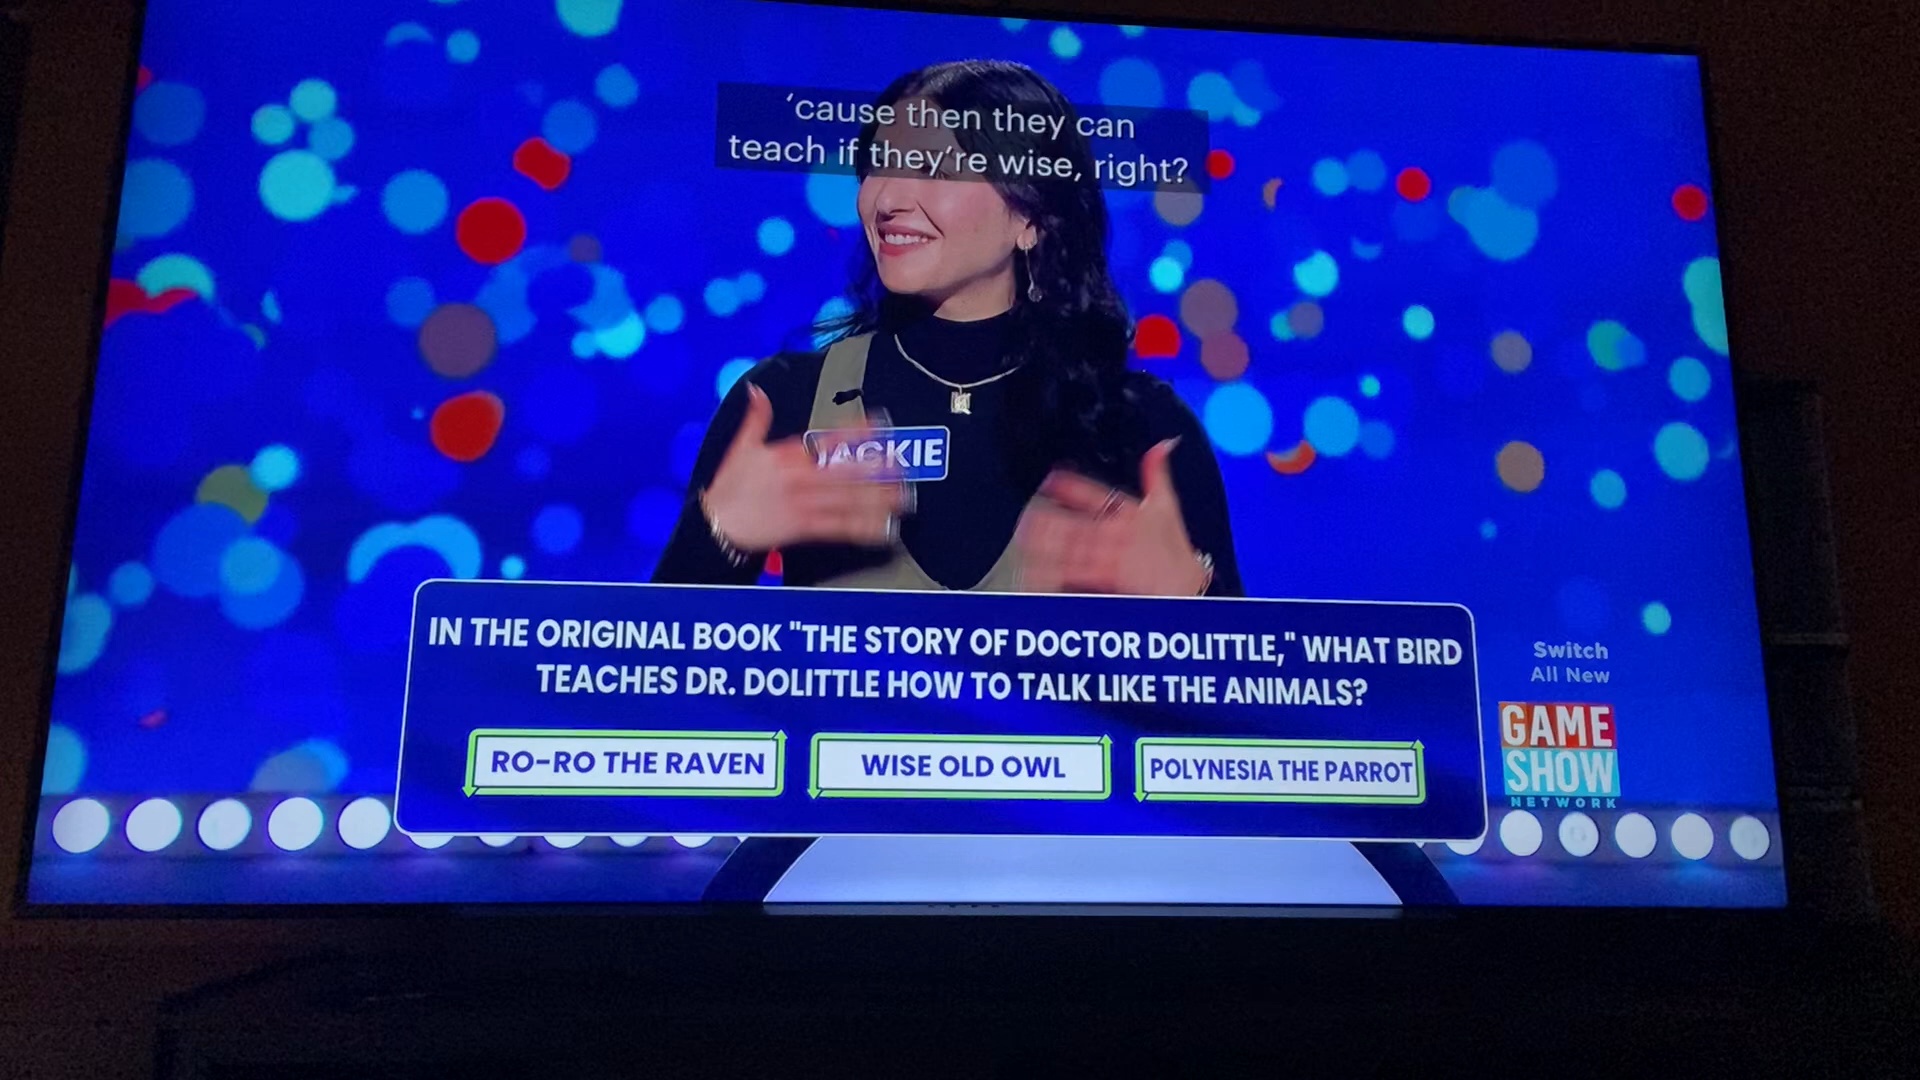 ‘cause then they can
teach if they're wise, right?
JACKIE
IN THE ORIGINAL BOOK "THE STORY OF DOCTOR DOLITTLE," WHAT BIRD
TEACHES DR. DOLITTLE HOW TO TALK LIKE THE ANIMALS?
RO-RO THE RAVEN
WISE OLD OWL
POLYNESIA THE PARROT
Switch
All New
GAME
SHOW
NETWORK